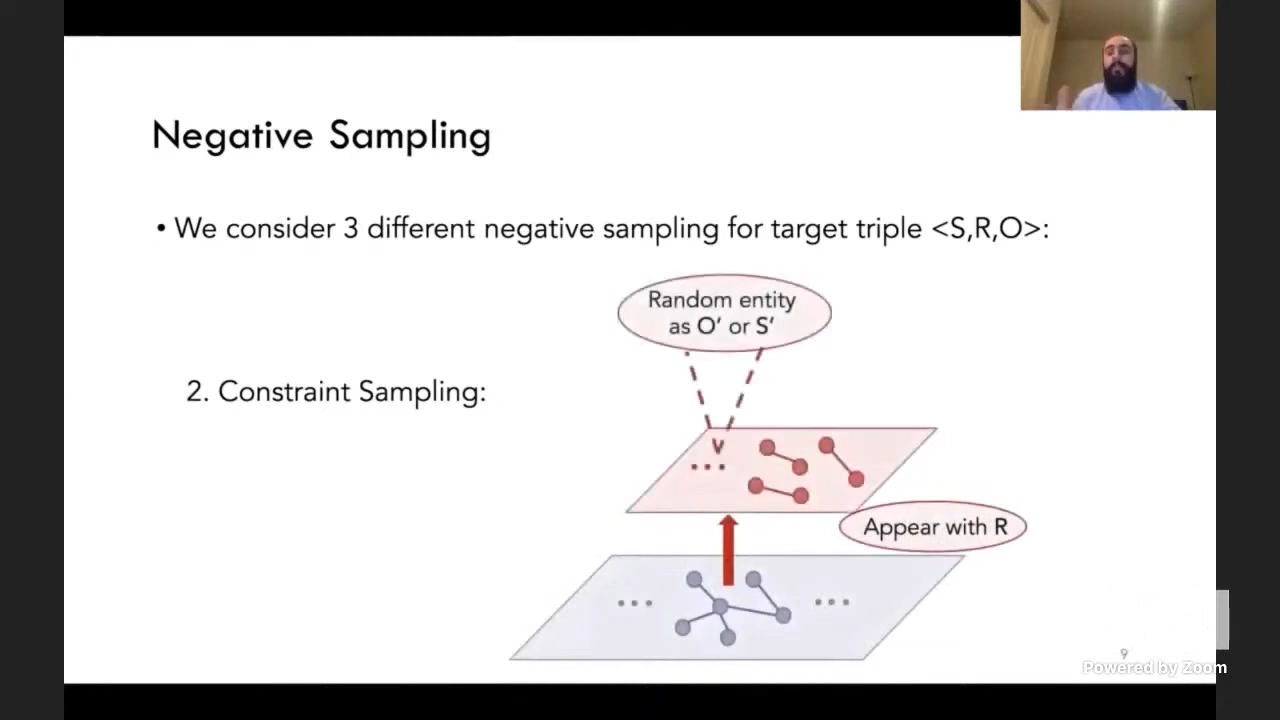 Negative Sampling
• We consider 3 different negative sampling for target triple <S,R,O>:
Random entity
as O’ or S’
2. Constraint Sampling:
Appear with R
9
Powered by Zoom